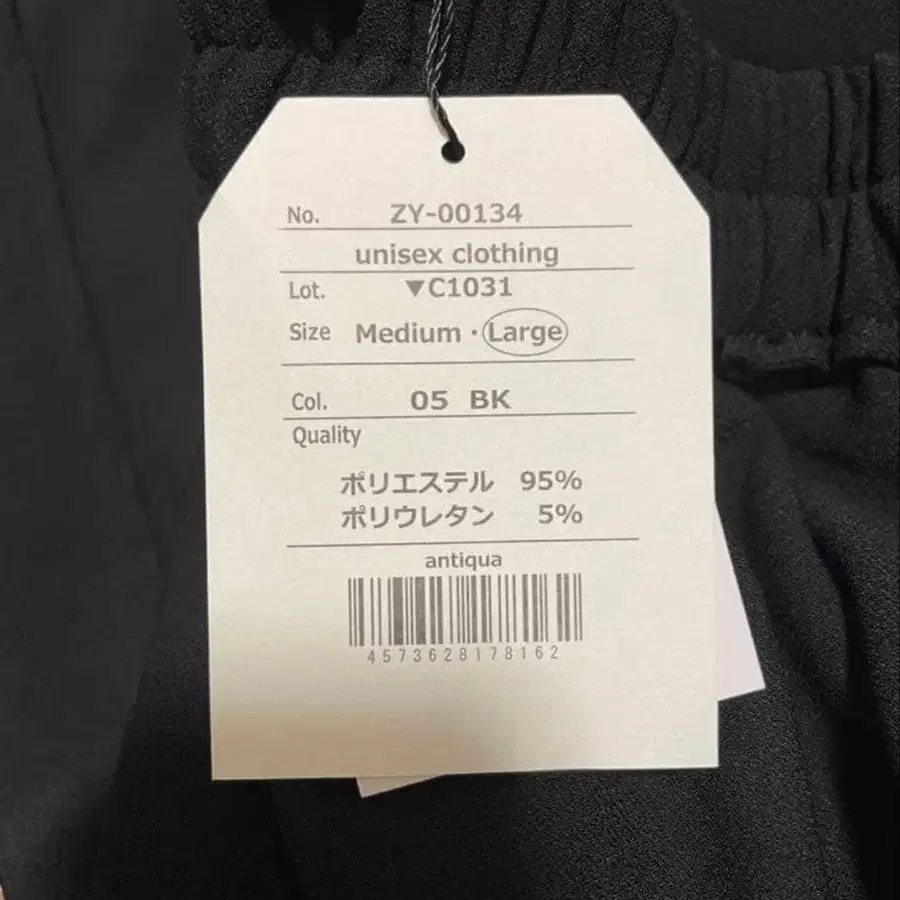 No. ZY-00134
unisex clothing
Lot. ▼C1031
Size Medium・Large
Col. 05 BK
Quality
ポリエステル 95%
ポリウレタン 5%
antiqua
4573628178162